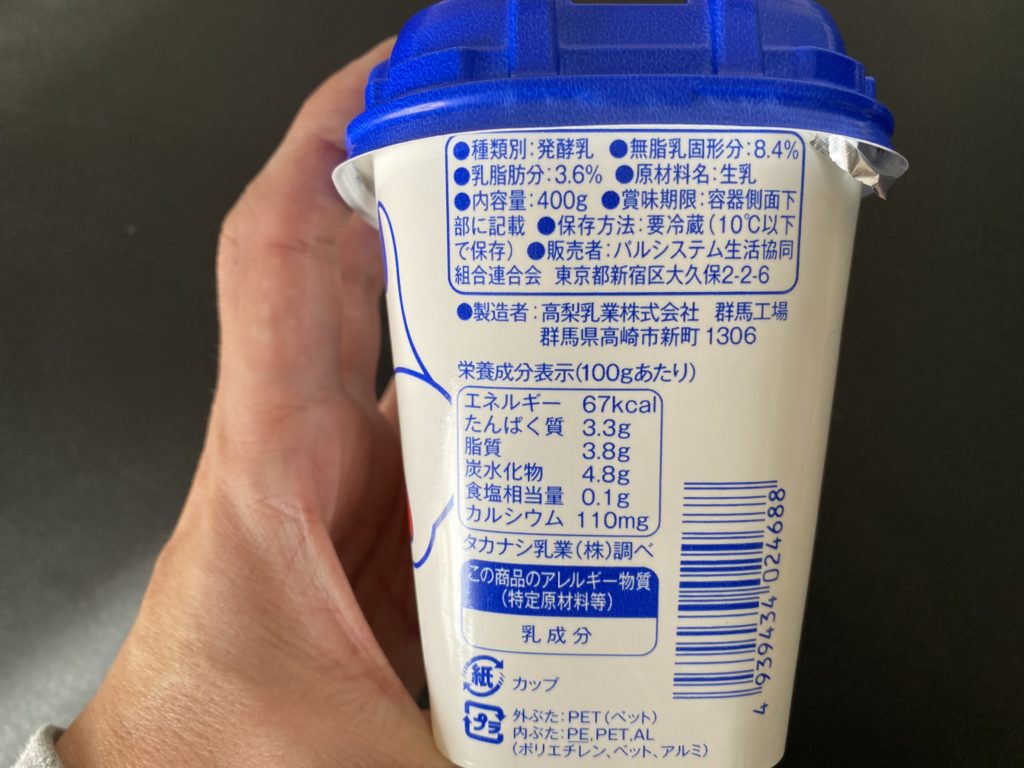 ●種類別：発酵乳 ●無脂乳固形分：8.4%
●乳脂肪分：3.6% ●原材料名：生乳
●内容量：400g ●賞味期限：容器側面下
部に記載 ●保存方法：要冷蔵（10℃以下
で保存） ●販売者：パルシステム生活協同
組合連合会 東京都新宿区大久保2-2-6
●製造者：高梨乳業株式会社 群馬工場
群馬県高崎市新町1306
栄養成分表示(100gあたり)
エネルギー 67kcal
たんぱく質 3.3g
脂質 3.8g
炭水化物 4.8g
食塩相当量 0.1g
カルシウム 110mg
タカナシ乳業(株)調べ
この商品のアレルギー物質
（特定原材料等）
乳成分
紙 カップ
プラ 外ぶた：PET（ペット）
内ぶた：PE,PET,AL
（ポリエチレン、ペット、アルミ）
4 939434 024688